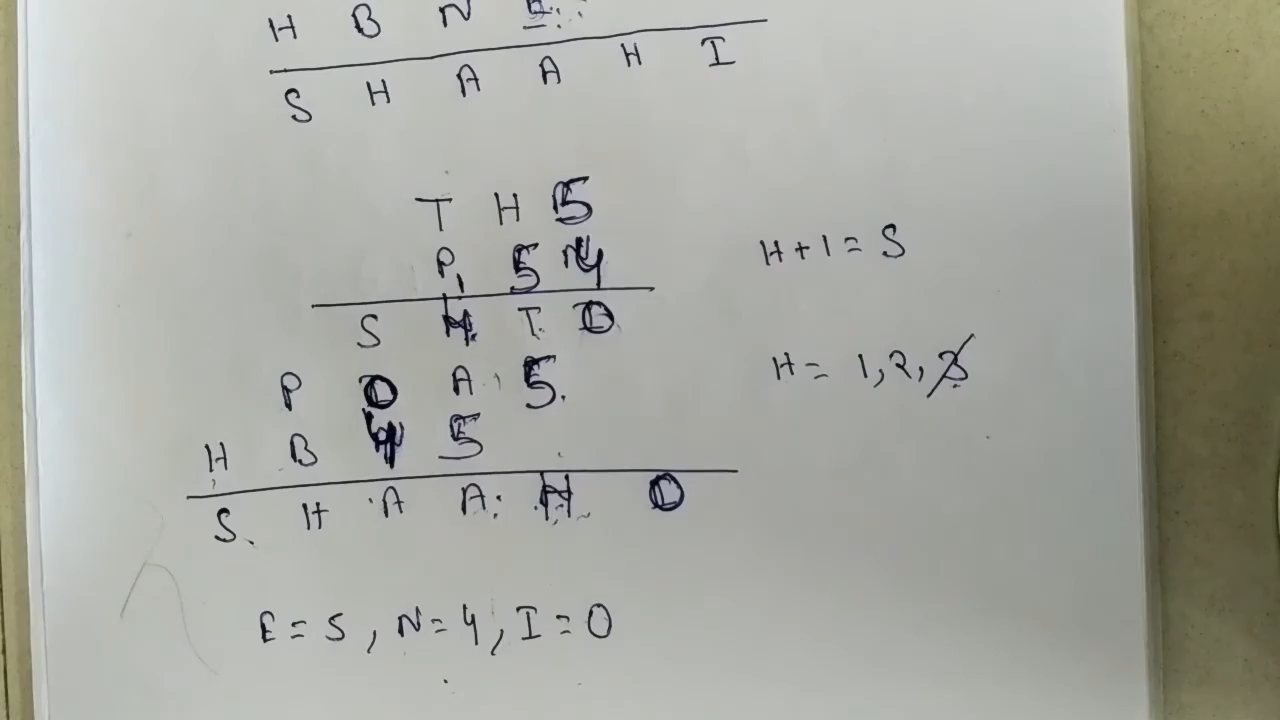 H B N
S H A A H I
T H 5
P 5 4
H + 1 = S
S H T 0
H = 1, 2, 3
P 0 A 5
H B 4 5
S H A A H 0
E = 5, N = 4, I = 0